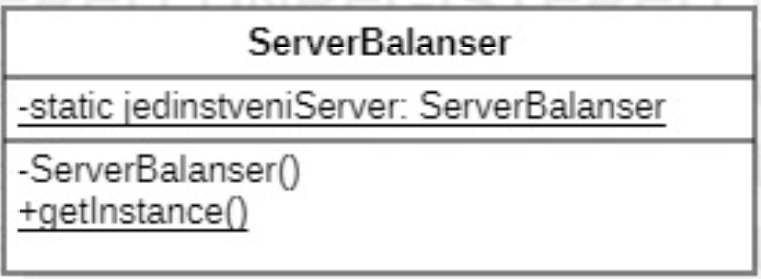 ServerBalanser
-static jedinstveniServer: ServerBalanser
-ServerBalanser()
+getInstance()